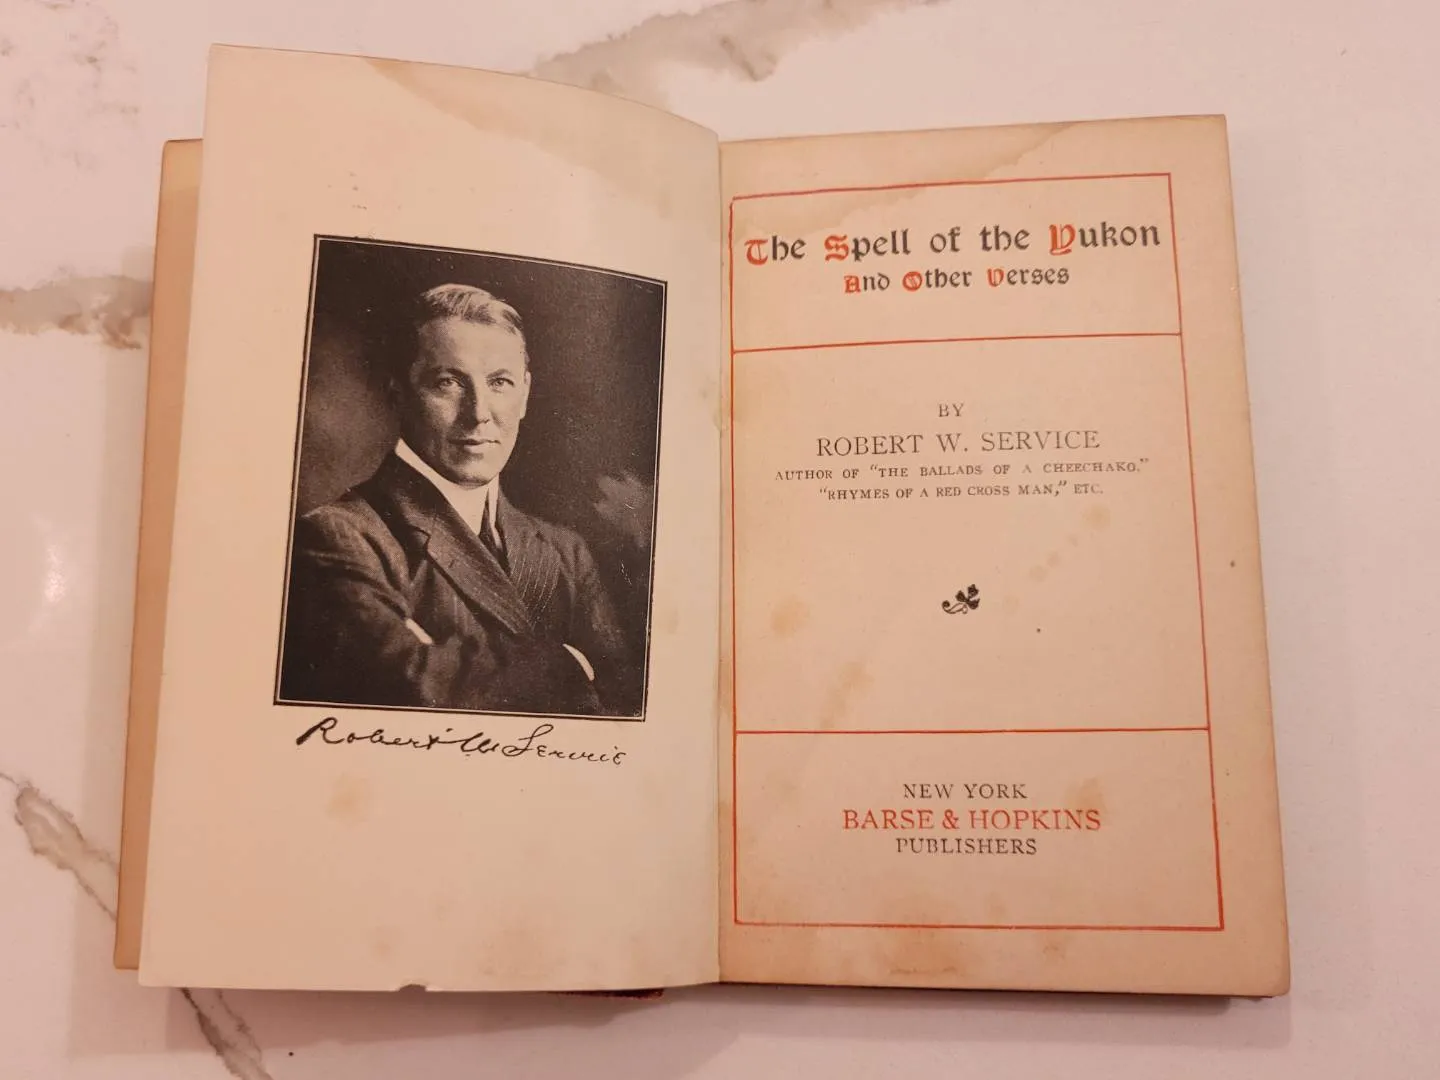 Robert W Service
The Spell of the Yukon
And Other Verses
BY
ROBERT W. SERVICE
AUTHOR OF "THE BALLADS OF A CHEECHAKO,"
"RHYMES OF A RED CROSS MAN," ETC.
NEW YORK
BARSE & HOPKINS
PUBLISHERS